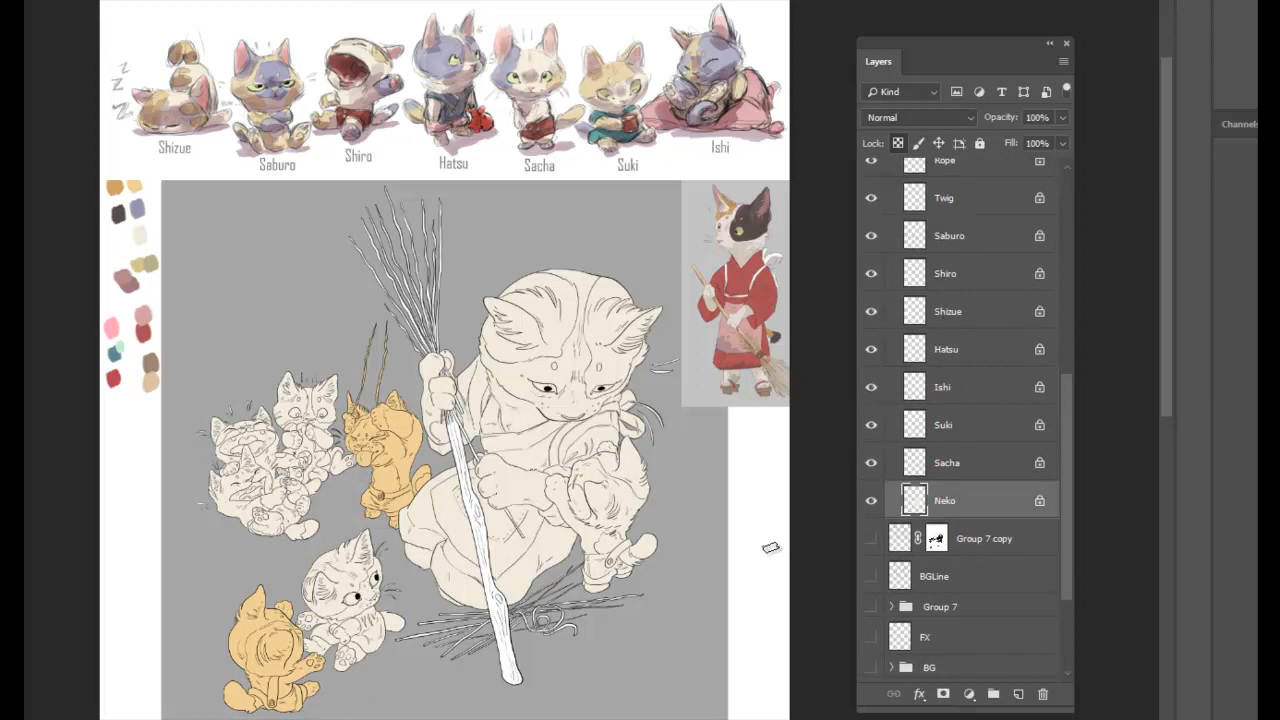 z
z
z
Shizue
Saburo
Shiro
Hatsu
Sacha
Suki
Ishi
Layers
Kind
Normal
Opacity: 100%
Lock:
Fill: 100%
Rope
Twig
Saburo
Shiro
Shizue
Hatsu
Ishi
Suki
Sacha
Neko
Group 7 copy
BGLine
Group 7
FX
BG
fx
Channels